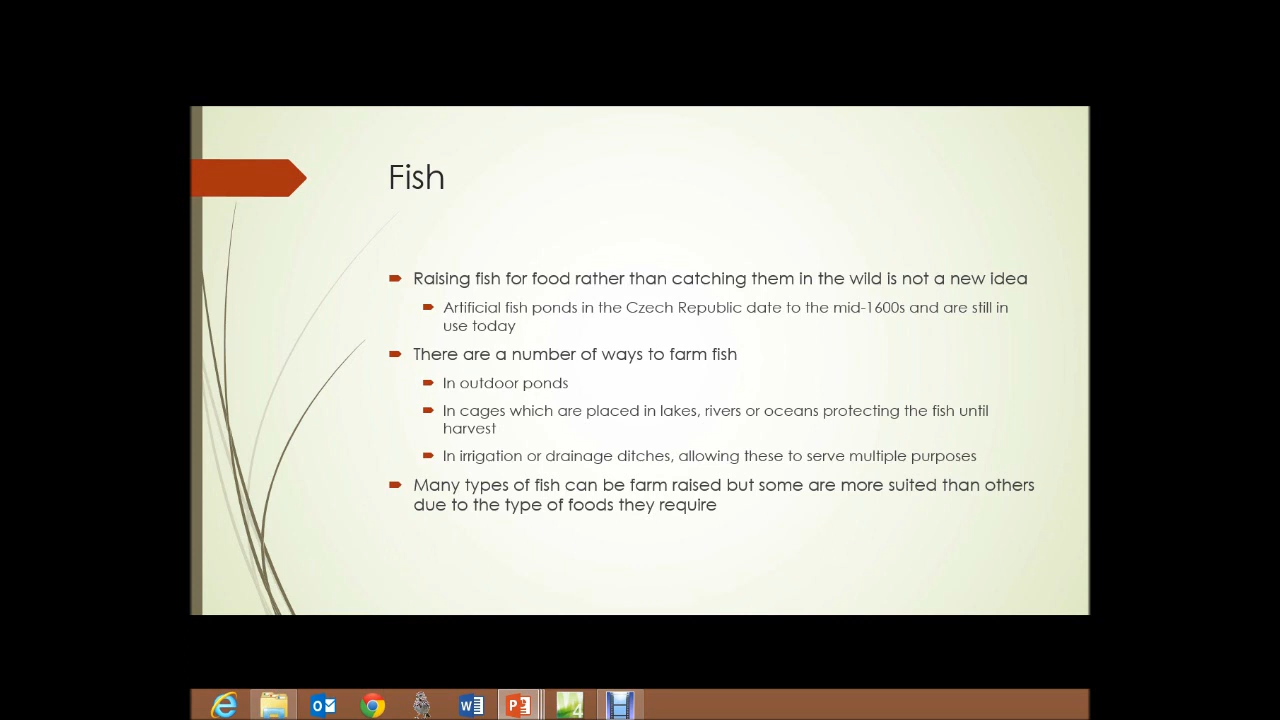 Fish
Raising fish for food rather than catching them in the wild is not a new idea
Artificial fish ponds in the Czech Republic date to the mid-1600s and are still in
use today
There are a number of ways to farm fish
In outdoor ponds
In cages which are placed in lakes, rivers or oceans protecting the fish until
harvest
In irrigation or drainage ditches, allowing these to serve multiple purposes
Many types of fish can be farm raised but some are more suited than others
due to the type of foods they require